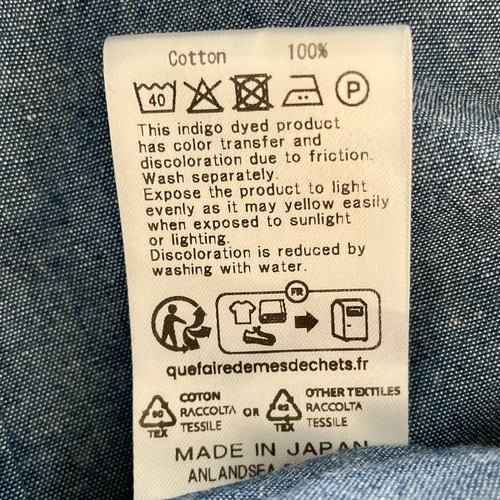 Cotton 100%
40 P
This indigo dyed product
has color transfer and
discoloration due to friction.
Wash separately.
Expose the product to light
evenly as it may yellow easily
when exposed to sunlight
or lighting.
Discoloration is reduced by
washing with water.
FR
quefairedemesdechets.fr
COTON OTHER TEXTILES
RACCOLTA OR RACCOLTA
TESSILE TESSILE
TEX TEX
MADE IN JAPAN
ANLANDSEA